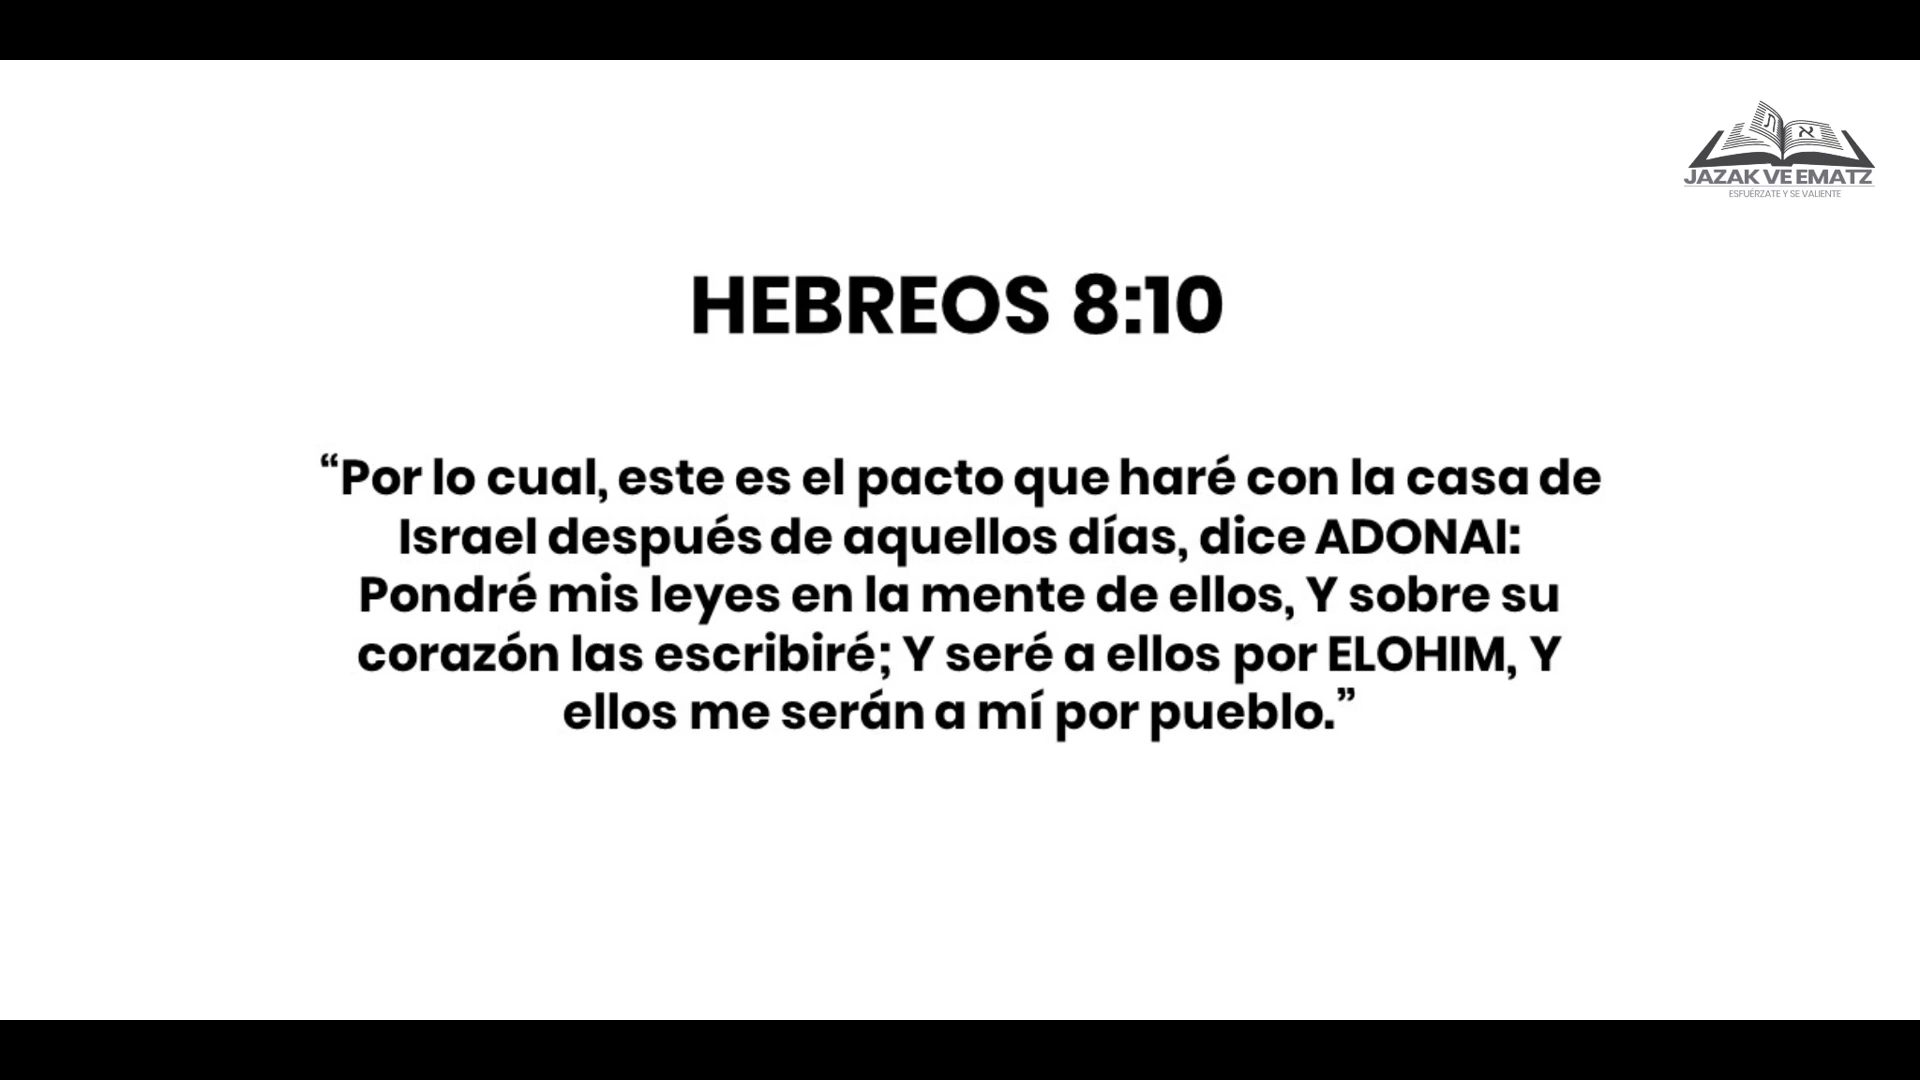 ת
א
JAZAK VE EMATZ
ESFUÉRZATE Y SE VALIENTE
HEBREOS 8:10
“Por lo cual, este es el pacto que haré con la casa de
Israel después de aquellos días, dice ADONAI:
Pondré mis leyes en la mente de ellos, Y sobre su
corazón las escribiré; Y seré a ellos por ELOHIM, Y
ellos me serán a mí por pueblo.”